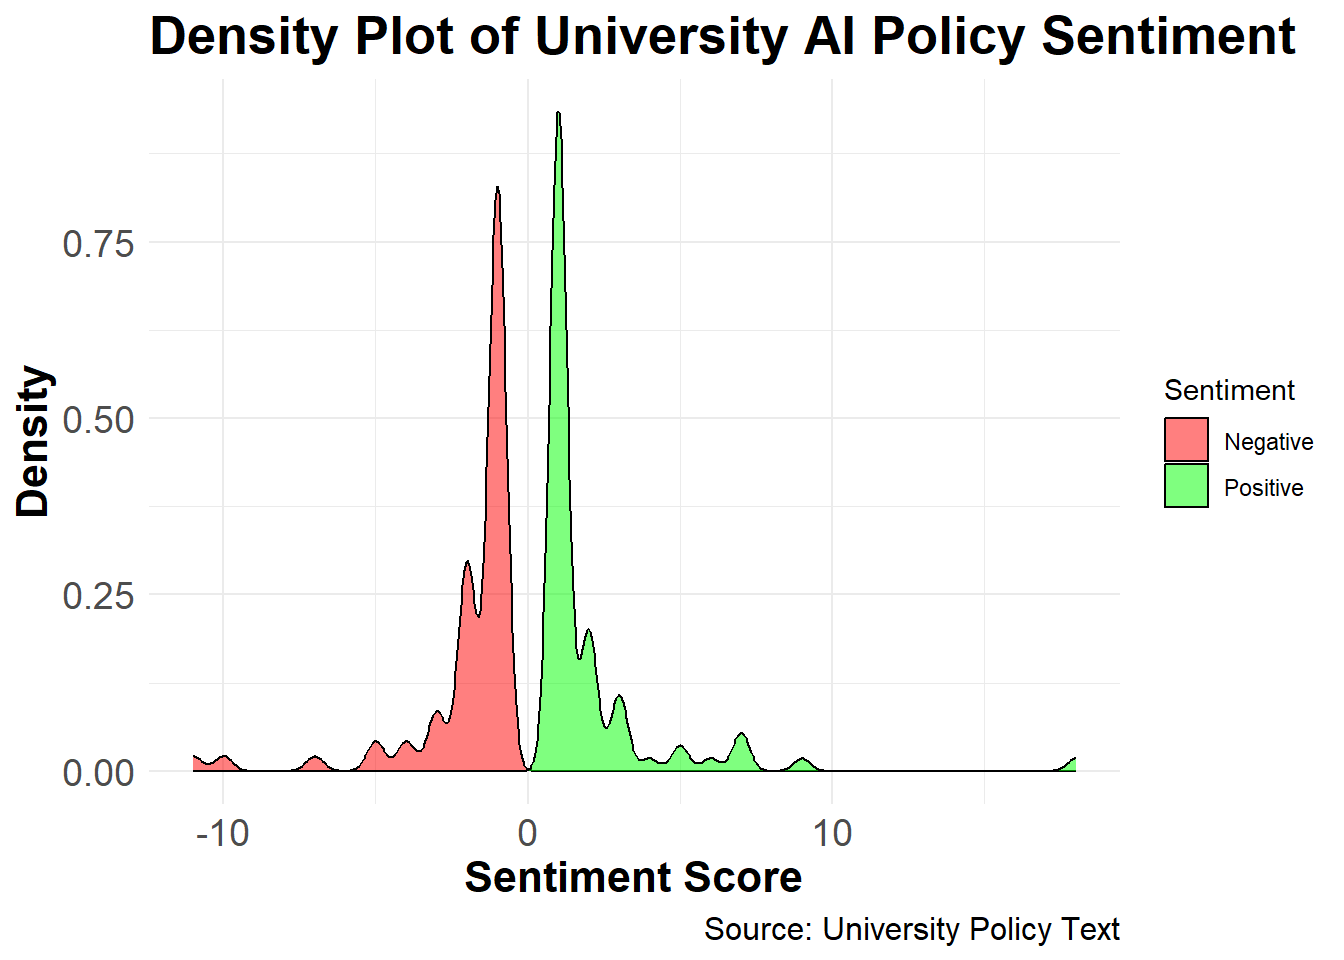 Density Plot of University AI Policy Sentiment
Density
0.75
0.50
0.25
0.00
-10
0
10
Sentiment Score
Sentiment
Negative
Positive
Source: University Policy Text